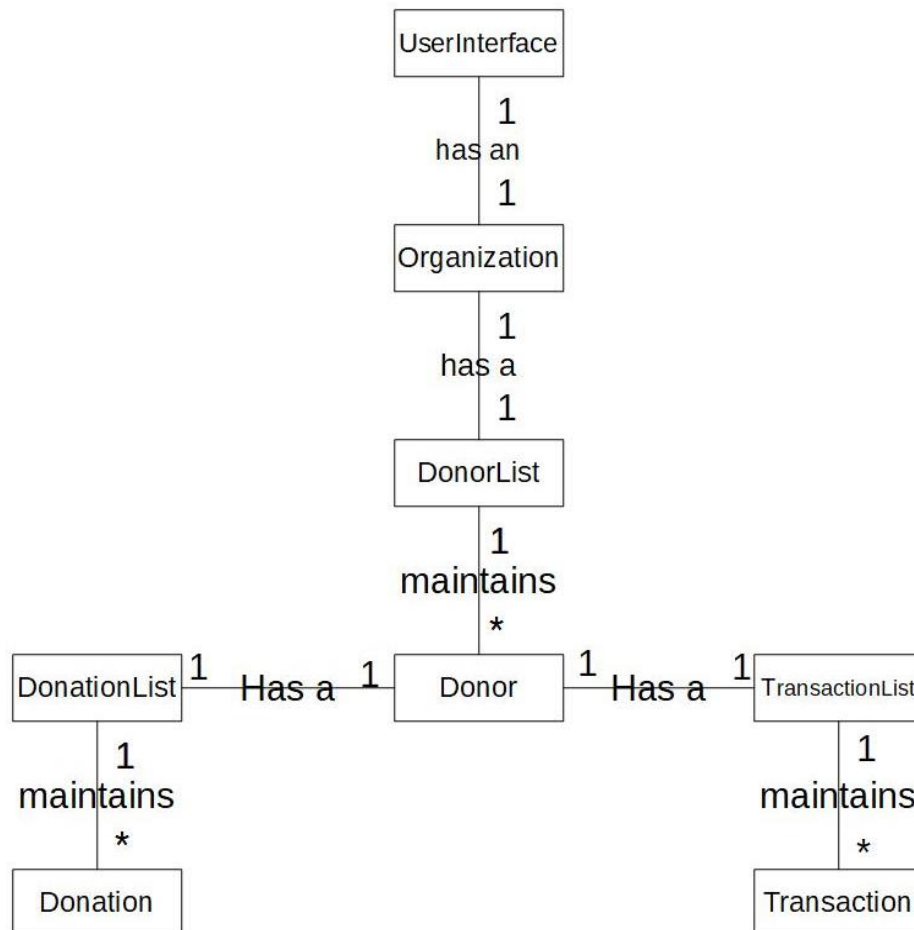 UserInterface
1
has an
1
Organization
1
has a
1
DonorList
1
maintains
*
DonationList 1 Has a 1 Donor 1 Has a 1 TransactionList
1 1
maintains maintains
* *
Donation Transaction